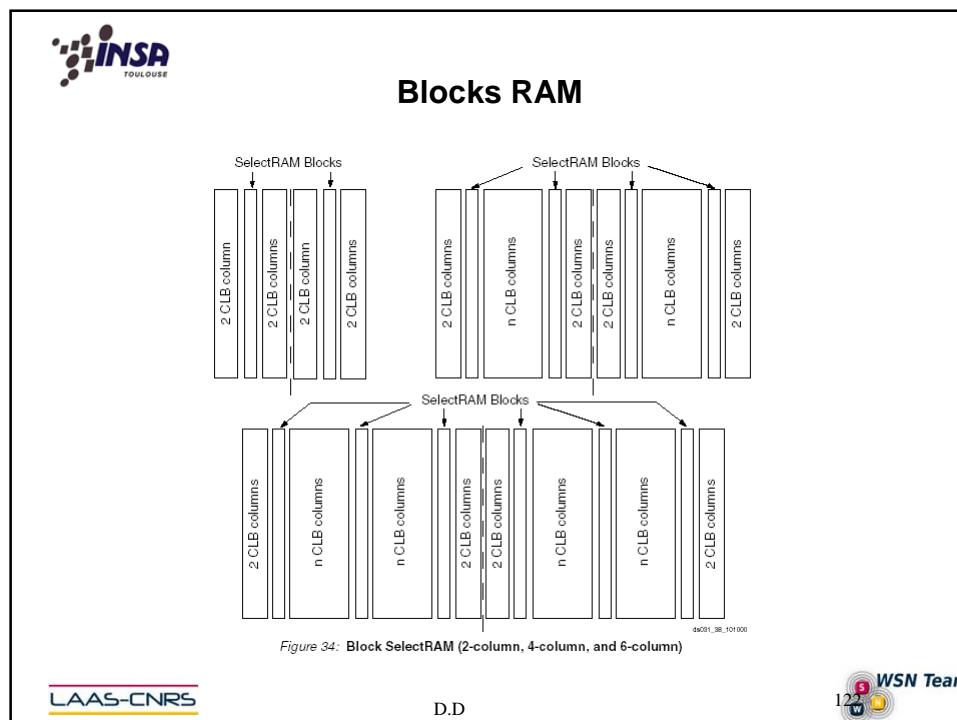 INSA
TOULOUSE
Blocks RAM
SelectRAM Blocks
2 CLB column
2 CLB columns
2 CLB column
2 CLB columns
SelectRAM Blocks
2 CLB columns
n CLB columns
2 CLB columns
2 CLB columns
n CLB columns
2 CLB columns
SelectRAM Blocks
2 CLB columns
n CLB columns
n CLB columns
2 CLB columns
2 CLB columns
n CLB columns
n CLB columns
2 CLB columns
ds031_38_101000
Figure 34: Block SelectRAM (2-column, 4-column, and 6-column)
LAAS-CNRS
D.D
122
S
W
N
WSN Team